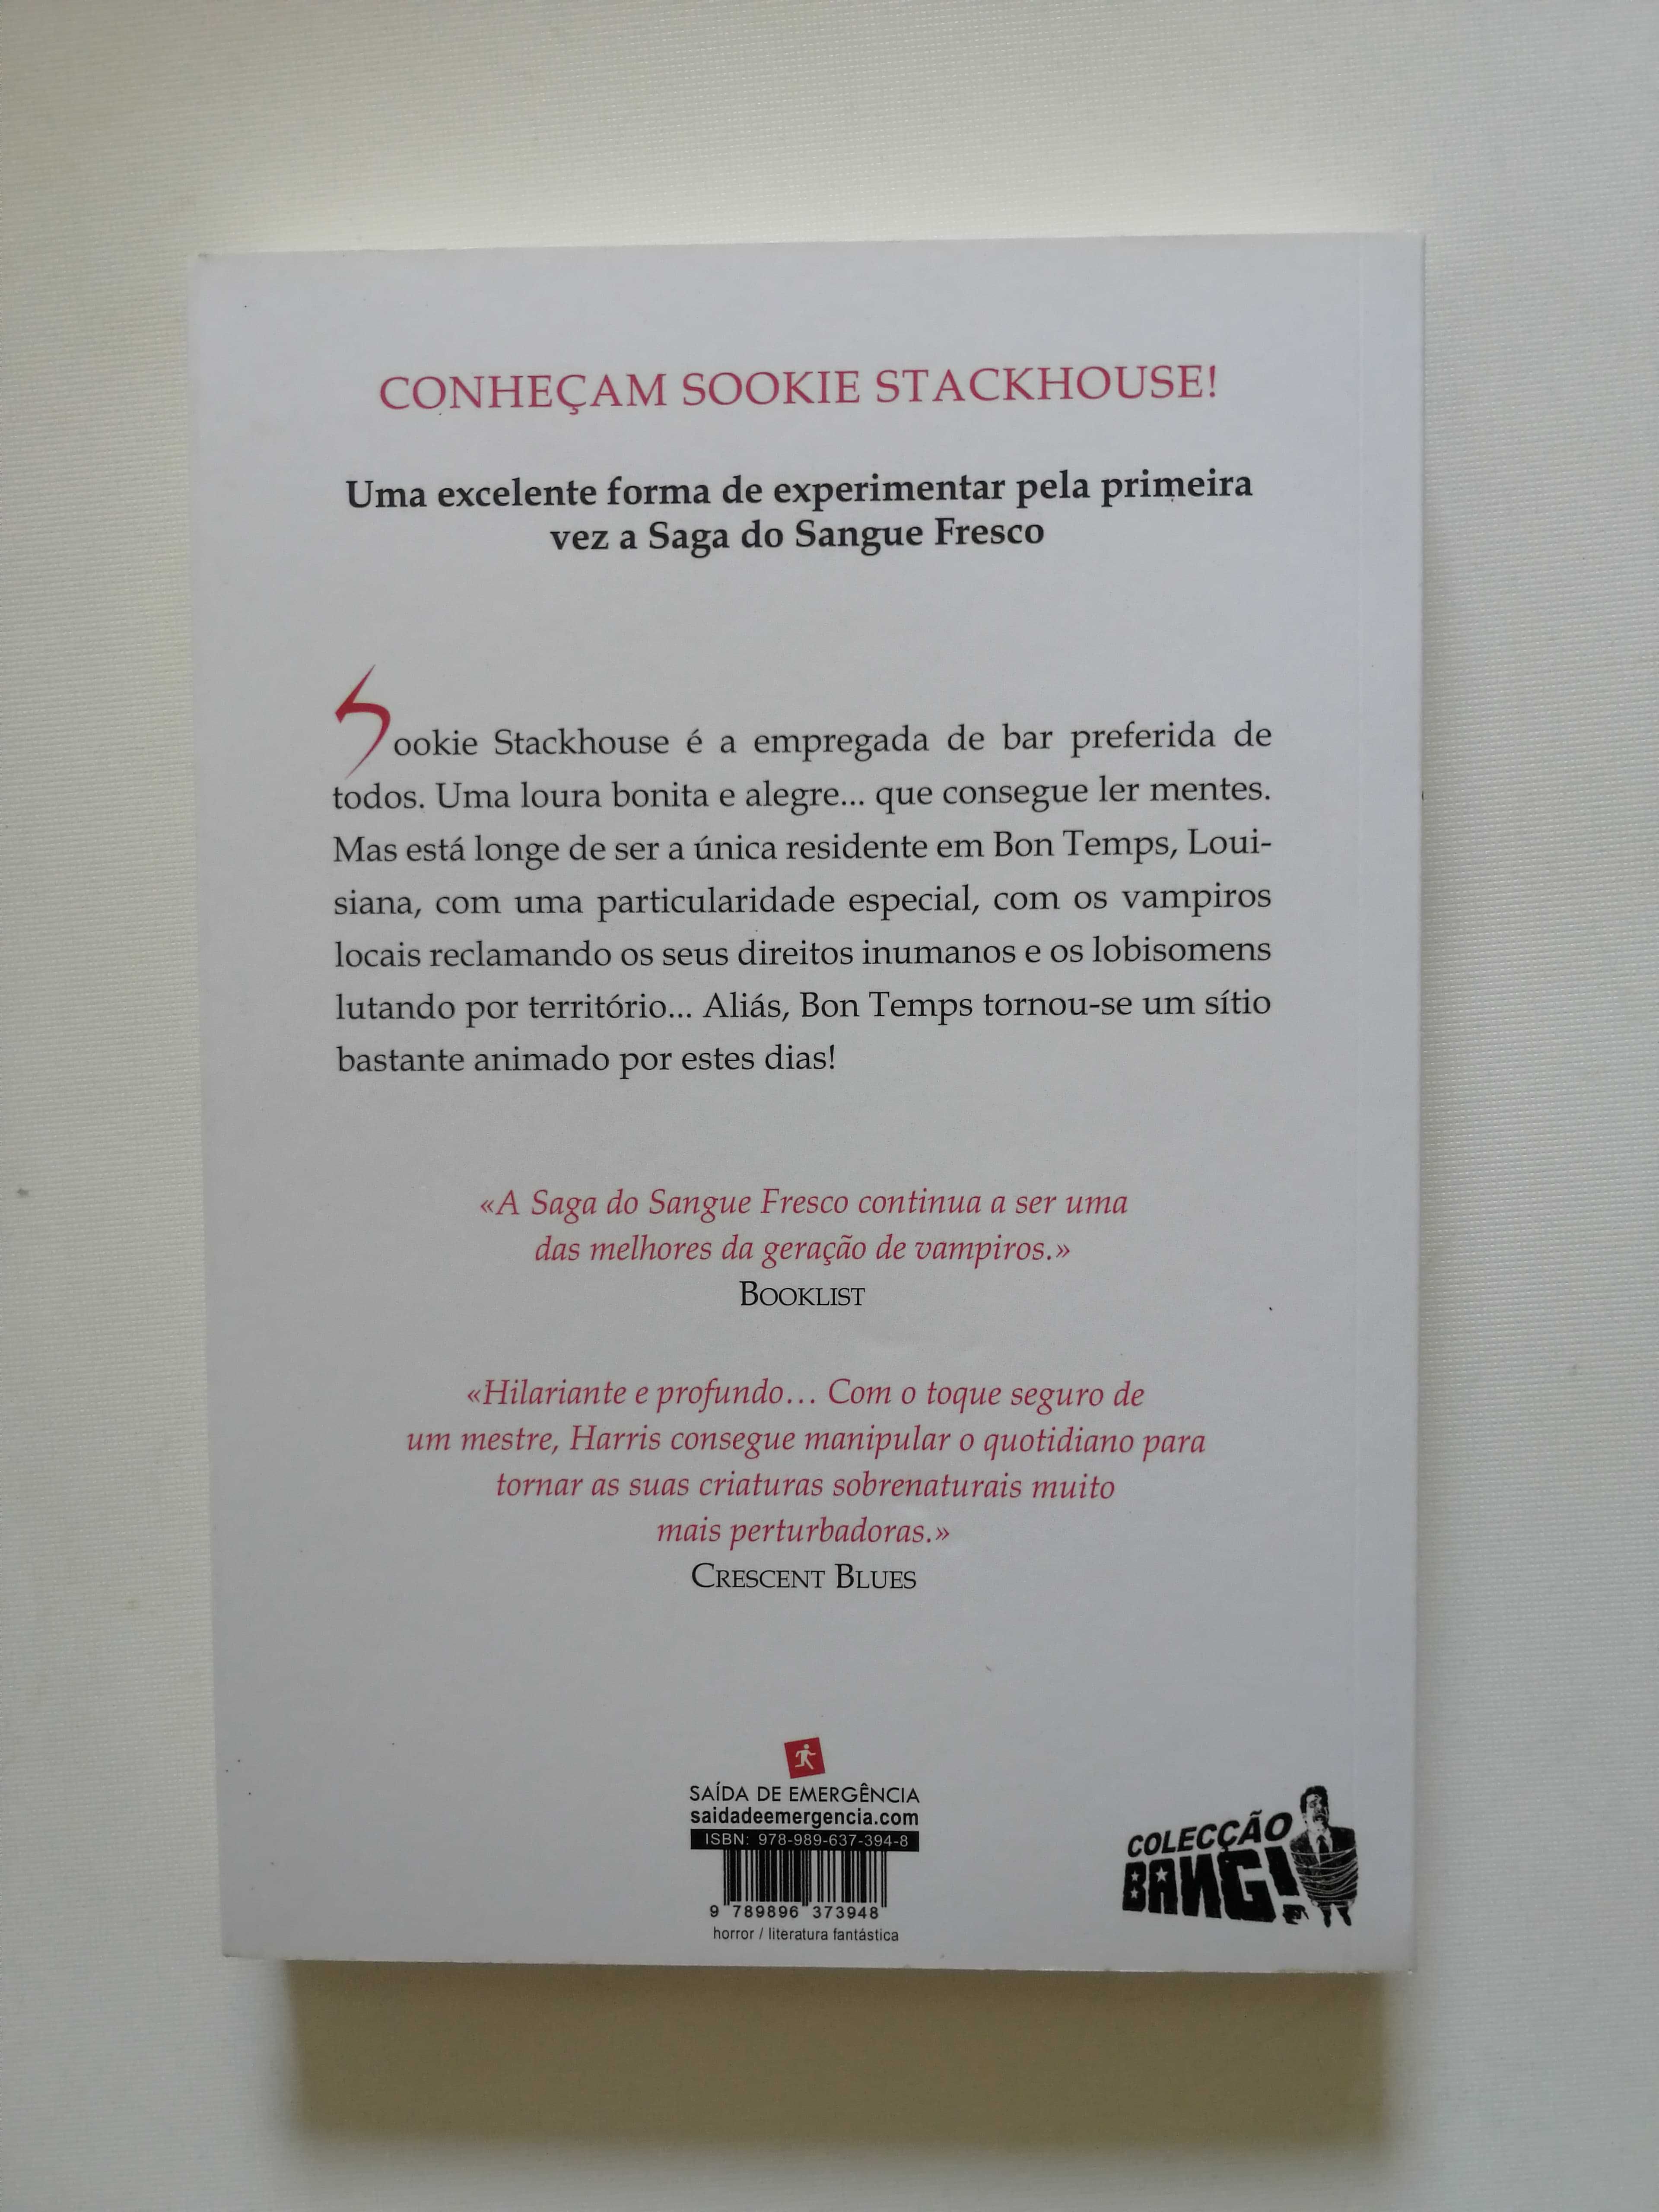 CONHEÇAM SOOKIE STACKHOUSE!
Uma excelente forma de experimentar pela primeira
vez a Saga do Sangue Fresco
Sookie Stackhouse é a empregada de bar preferida de
todos. Uma loura bonita e alegre... que consegue ler mentes.
Mas está longe de ser a única residente em Bon Temps, Loui-
siana, com uma particularidade especial, com os vampiros
locais reclamando os seus direitos inumanos e os lobisomens
lutando por território... Aliás, Bon Temps tornou-se um sítio
bastante animado por estes dias!
«A Saga do Sangue Fresco continua a ser uma
das melhores da geração de vampiros.»
BOOKLIST
«Hilariante e profundo... Com o toque seguro de
um mestre, Harris consegue manipular o quotidiano para
tornar as suas criaturas sobrenaturais muito
mais perturbadoras.»
CRESCENT BLUES
SAÍDA DE EMERGÊNCIA
saidadeemergencia.com
ISBN: 978-989-637-394-8
9 789896 373948
horror / literatura fantástica
COLECÇÃO
BANG!